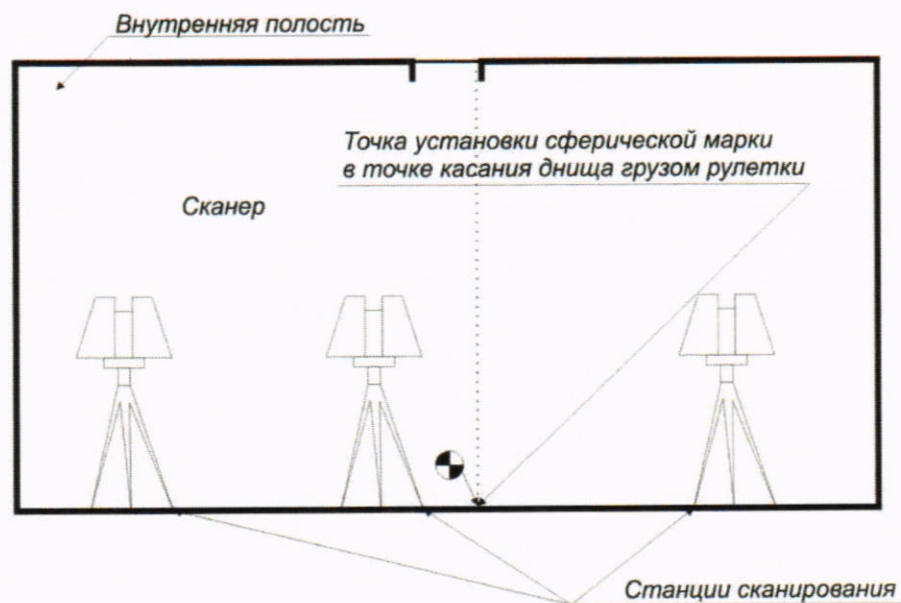 Внутренняя полость
Точка установки сферической марки
в точке касания днища грузом рулетки
Сканер
Станции сканирования